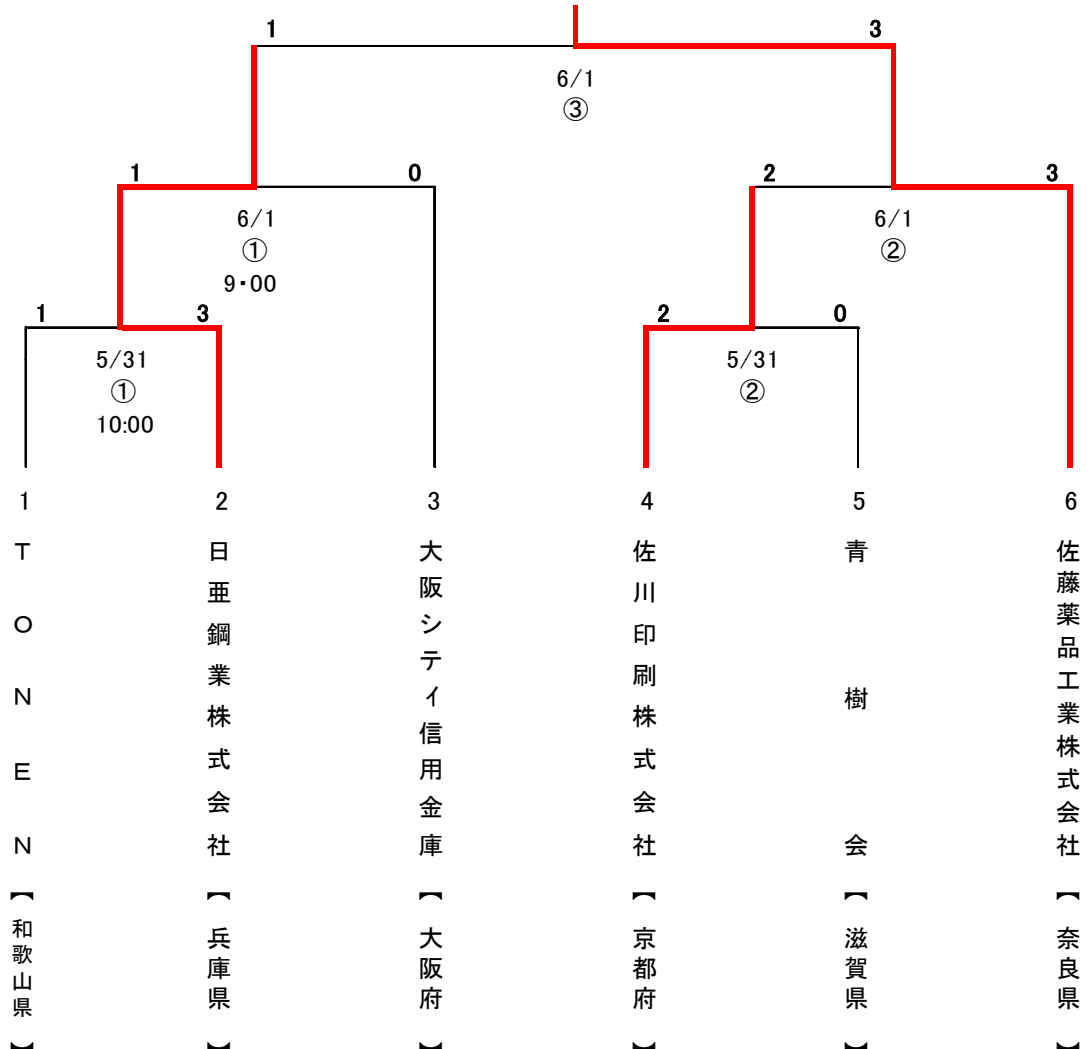 1 3
6/1
③
1 0 2 3
6/1 6/1
① ②
9・00
1 3 2 0
5/31 5/31
① ②
10:00
1 2 3 4 5 6
TONEN【和歌山県】
日亜鋼業株式会社【兵庫県】
大阪シティ信用金庫【大阪府】
佐川印刷株式会社【京都府】
青樹会【滋賀県】
佐藤薬品工業株式会社【奈良県】